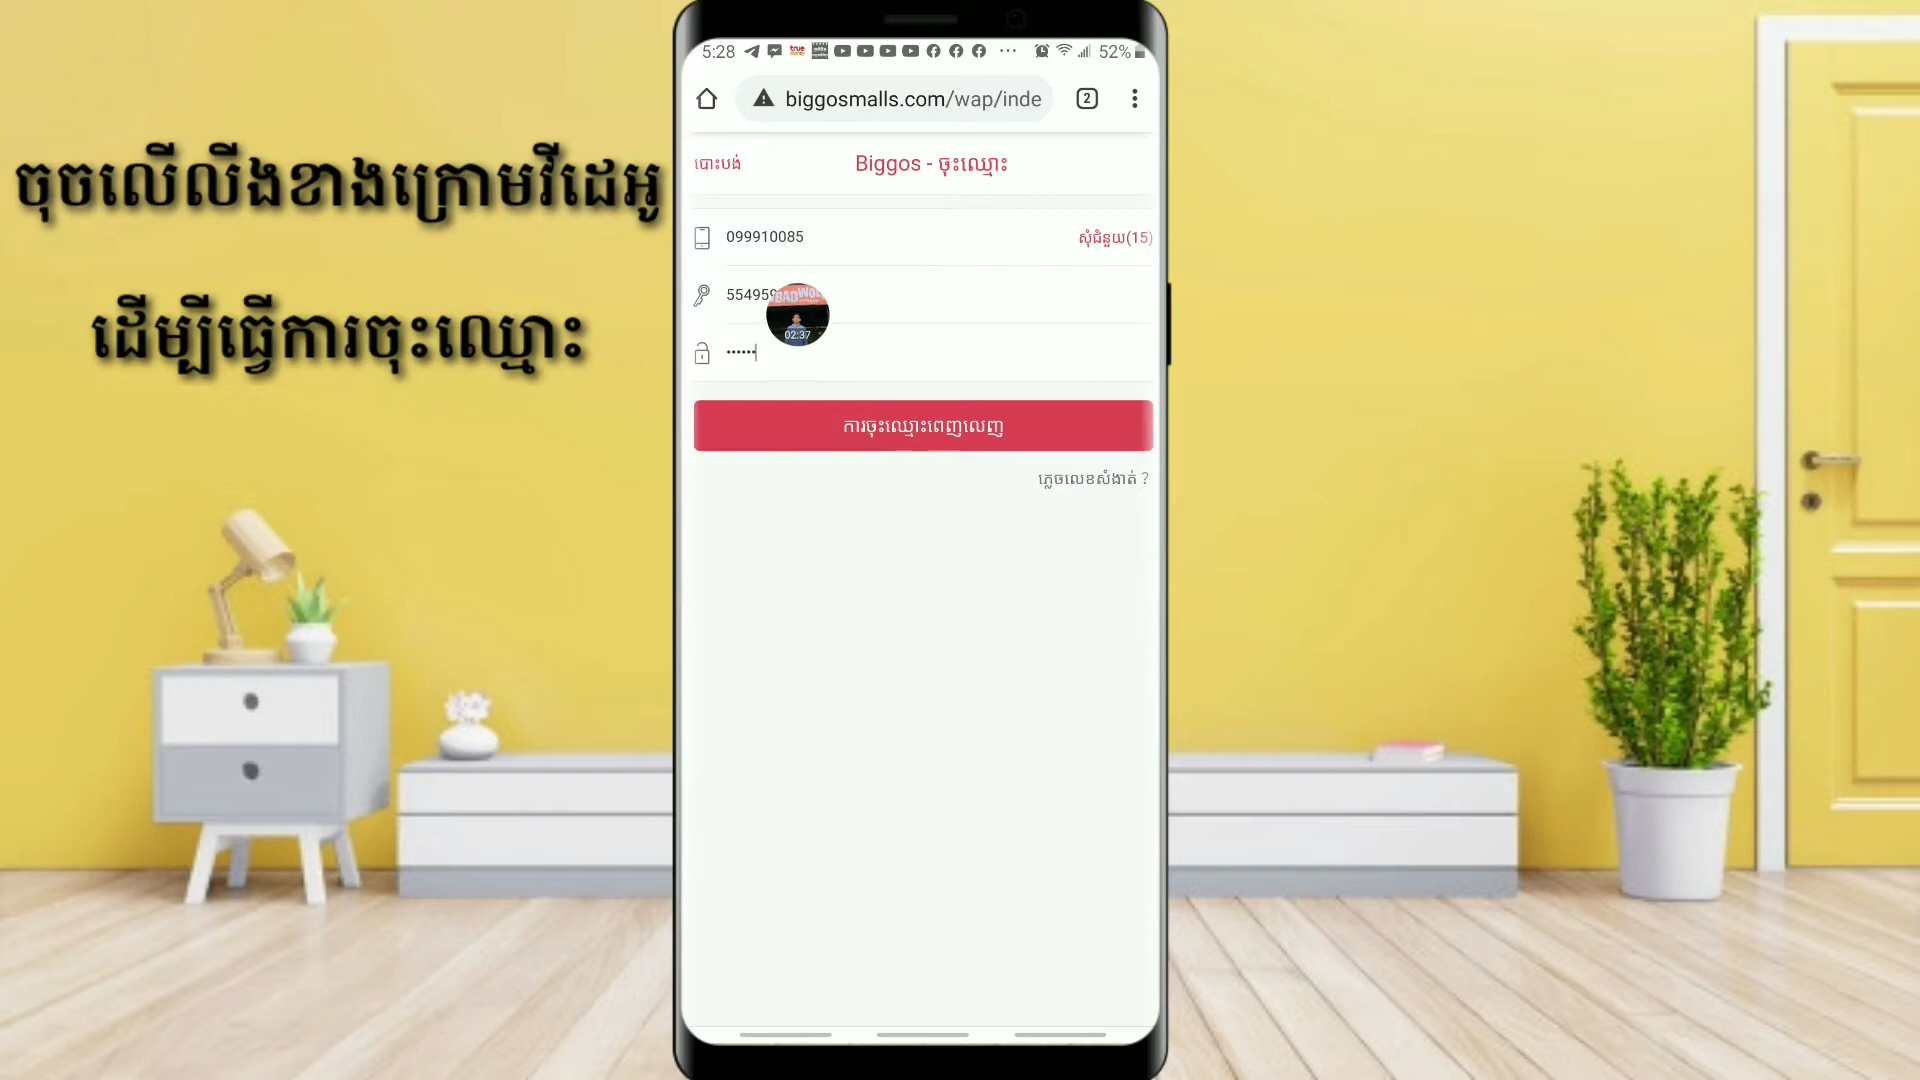 ចុចលើលីងខាងក្រោមវីដេអូ
ដើម្បីធ្វើការចុះឈ្មោះ
5:28
52%
biggosmalls.com/wap/inde
2
បោះបង់
Biggos - ចុះឈ្មោះ
099910085
សុំជំនួយ(15)
02:37
••••••
ការចុះឈ្មោះពេញលេញ
ភ្លេចលេខសំងាត់ ?